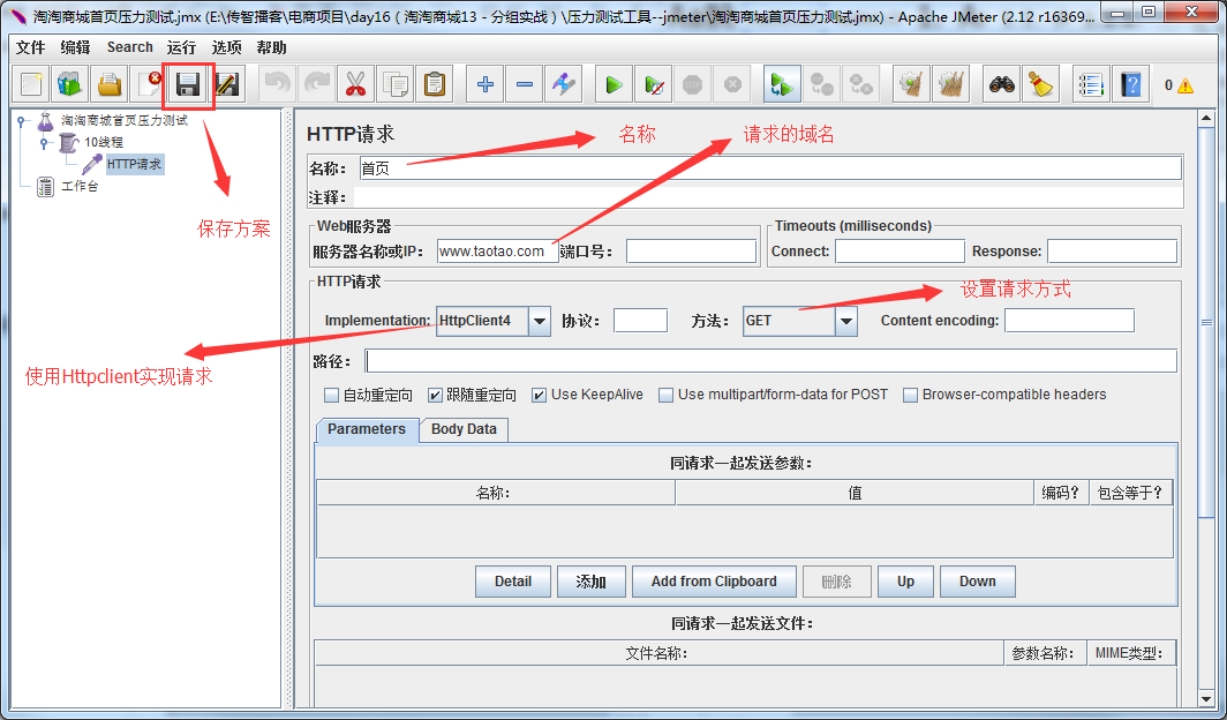 淘淘商城首页压力测试.jmx (E:\传智播客\电商项目\day16（淘淘商城13 - 分组实战）\压力测试工具--jmeter\淘淘商城首页压力测试.jmx) - Apache JMeter (2.12 r16369...
文件 编辑 Search 运行 选项 帮助
0
淘淘商城首页压力测试
10线程
HTTP请求
工作台
保存方案
HTTP请求
名称
请求的域名
名称： 首页
注释：
Web服务器
Timeouts (milliseconds)
服务器名称或IP： www.taotao.com 端口号：
Connect: Response:
HTTP请求
设置请求方式
Implementation: HttpClient4 协议： 方法： GET Content encoding:
使用Httpclient实现请求
路径：
自动重定向 跟随重定向 Use KeepAlive Use multipart/form-data for POST Browser-compatible headers
Parameters Body Data
同请求一起发送参数：
名称： 值 编码？ 包含等于？
Detail 添加 Add from Clipboard 删除 Up Down
同请求一起发送文件：
文件名称： 参数名称： MIME类型：